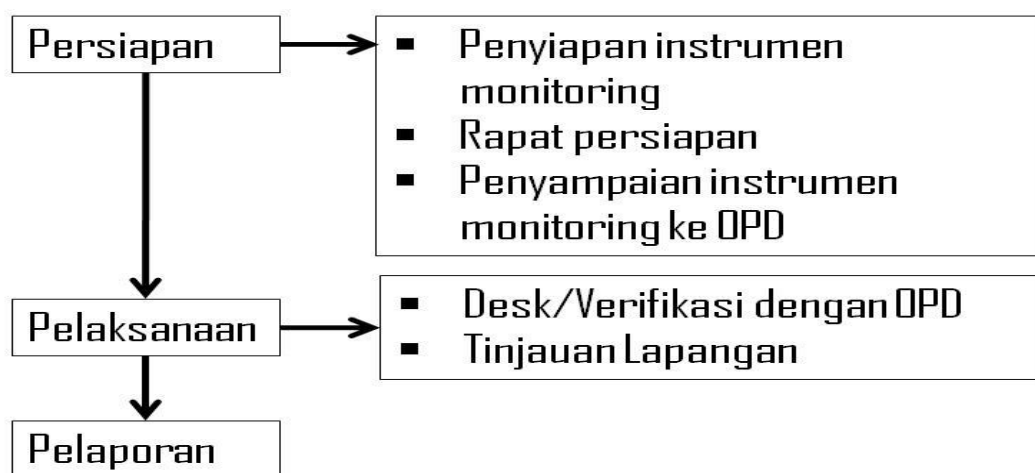 Persiapan
▪ Penyiapan instrumen
monitoring
▪ Rapat persiapan
▪ Penyampaian instrumen
monitoring ke OPD
Pelaksanaan
▪ Desk/Verifikasi dengan OPD
▪ Tinjauan Lapangan
Pelaporan